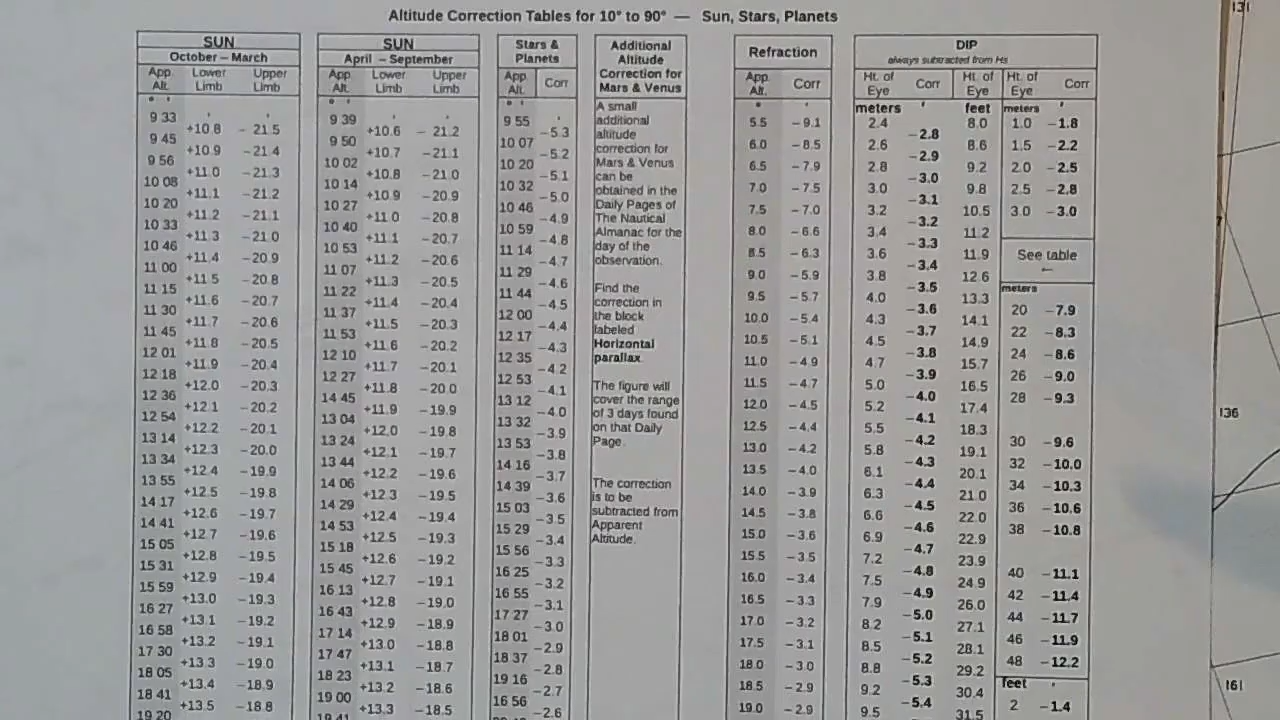 Altitude Correction Tables for 10° to 90° — Sun, Stars, Planets
SUN
October – March
App. Alt. Lower Limb Upper Limb
° ' ' '
9 33
+10.8 – 21.5
9 45
+10.9 – 21.4
9 56
+11.0 – 21.3
10 08
+11.1 – 21.2
10 20
+11.2 – 21.1
10 33
+11.3 – 21.0
10 46
+11.4 – 20.9
11 00
+11.5 – 20.8
11 15
+11.6 – 20.7
11 30
+11.7 – 20.6
11 45
+11.8 – 20.5
12 01
+11.9 – 20.4
12 18
+12.0 – 20.3
12 36
+12.1 – 20.2
12 54
+12.2 – 20.1
13 14
+12.3 – 20.0
13 34
+12.4 – 19.9
13 55
+12.5 – 19.8
14 17
+12.6 – 19.7
14 41
+12.7 – 19.6
15 05
+12.8 – 19.5
15 31
+12.9 – 19.4
15 59
+13.0 – 19.3
16 27
+13.1 – 19.2
16 58
+13.2 – 19.1
17 30
+13.3 – 19.0
18 05
+13.4 – 18.9
18 41
+13.5 – 18.8
19 20
SUN
April – September
App. Alt. Lower Limb Upper Limb
° ' ' '
9 39
+10.6 – 21.2
9 50
+10.7 –21.1
10 02
+10.8 – 21.0
10 14
+10.9 –20.9
10 27
+11.0 –20.8
10 40
+11.1 –20.7
10 53
+11.2 –20.6
11 07
+11.3 –20.5
11 22
+11.4 –20.4
11 37
+11.5 –20.3
11 53
+11.6 –20.2
12 10
+11.7 –20.1
12 27
+11.8 –20.0
14 45
+11.9 –19.9
13 04
+12.0 –19.8
13 24
+12.1 –19.7
13 44
+12.2 –19.6
14 06
+12.3 –19.5
14 29
+12.4 –19.4
14 53
+12.5 –19.3
15 18
+12.6 –19.2
15 45
+12.7 –19.1
16 13
+12.8 –19.0
16 43
+12.9 –18.9
17 14
+13.0 –18.8
17 47
+13.1 –18.7
18 23
+13.2 –18.6
19 00
+13.3 –18.5
19 41
Stars & Planets
App. Alt. Corr
° ' '
9 55
–5.3
10 07
–5.2
10 20
–5.1
10 32
–5.0
10 46
–4.9
10 59
–4.8
11 14
–4.7
11 29
–4.6
11 44
–4.5
12 00
–4.4
12 17
–4.3
12 35
–4.2
12 53
–4.1
13 12
–4.0
13 32
–3.9
13 53
–3.8
14 16
–3.7
14 39
–3.6
15 03
–3.5
15 29
–3.4
15 56
–3.3
16 25
–3.2
16 55
–3.1
17 27
–3.0
18 01
–2.9
18 37
–2.8
19 16
–2.7
16 56
–2.6
Additional
Altitude
Correction for
Mars & Venus
A small
additional
altitude
correction for
Mars & Venus
can be
obtained in the
Daily Pages of
The Nautical
Almanac for the
day of the
observation.
Find the
correction in
the block
labeled
Horizontal
parallax.
The figure will
cover the range
of 3 days found
on that Daily
Page.
The correction
is to be
subtracted from
Apparent
Altitude.
Refraction
App. Alt. Corr
° '
5.5 –9.1
6.0 –8.5
6.5 –7.9
7.0 –7.5
7.5 –7.0
8.0 –6.6
8.5 –6.3
9.0 –5.9
9.5 –5.7
10.0 –5.4
10.5 –5.1
11.0 –4.9
11.5 –4.7
12.0 –4.5
12.5 –4.4
13.0 –4.2
13.5 –4.0
14.0 –3.9
14.5 –3.8
15.0 –3.6
15.5 –3.5
16.0 –3.4
16.5 –3.3
17.0 –3.2
17.5 –3.1
18.0 –3.0
18.5 –2.9
19.0 –2.9
DIP
always subtracted from Hs
Ht. of Eye Corr Ht. of Eye
meters ' feet
2.4 8.0
–2.8
2.6 8.6
–2.9
2.8 9.2
–3.0
3.0 9.8
–3.1
3.2 10.5
–3.2
3.4 11.2
–3.3
3.6 11.9
–3.4
3.8 12.6
–3.5
4.0 13.3
–3.6
4.3 14.1
–3.7
4.5 14.9
–3.8
4.7 15.7
–3.9
5.0 16.5
–4.0
5.2 17.4
–4.1
5.5 18.3
–4.2
5.8 19.1
–4.3
6.1 20.1
–4.4
6.3 21.0
–4.5
6.6 22.0
–4.6
6.9 22.9
–4.7
7.2 23.9
–4.8
7.5 24.9
–4.9
7.9 26.0
–5.0
8.2 27.1
–5.1
8.5 28.1
–5.2
8.8 29.2
–5.3
9.2 30.4
–5.4
9.5 31.5
Ht. of Eye Corr
meters '
1.0 –1.8
1.5 –2.2
2.0 –2.5
2.5 –2.8
3.0 –3.0
See table
←
meters
20 –7.9
22 –8.3
24 –8.6
26 –9.0
28 –9.3
30 –9.6
32 –10.0
34 –10.3
36 –10.6
38 –10.8
40 –11.1
42 –11.4
44 –11.7
46 –11.9
48 –12.2
feet '
2 –1.4
131
136
161